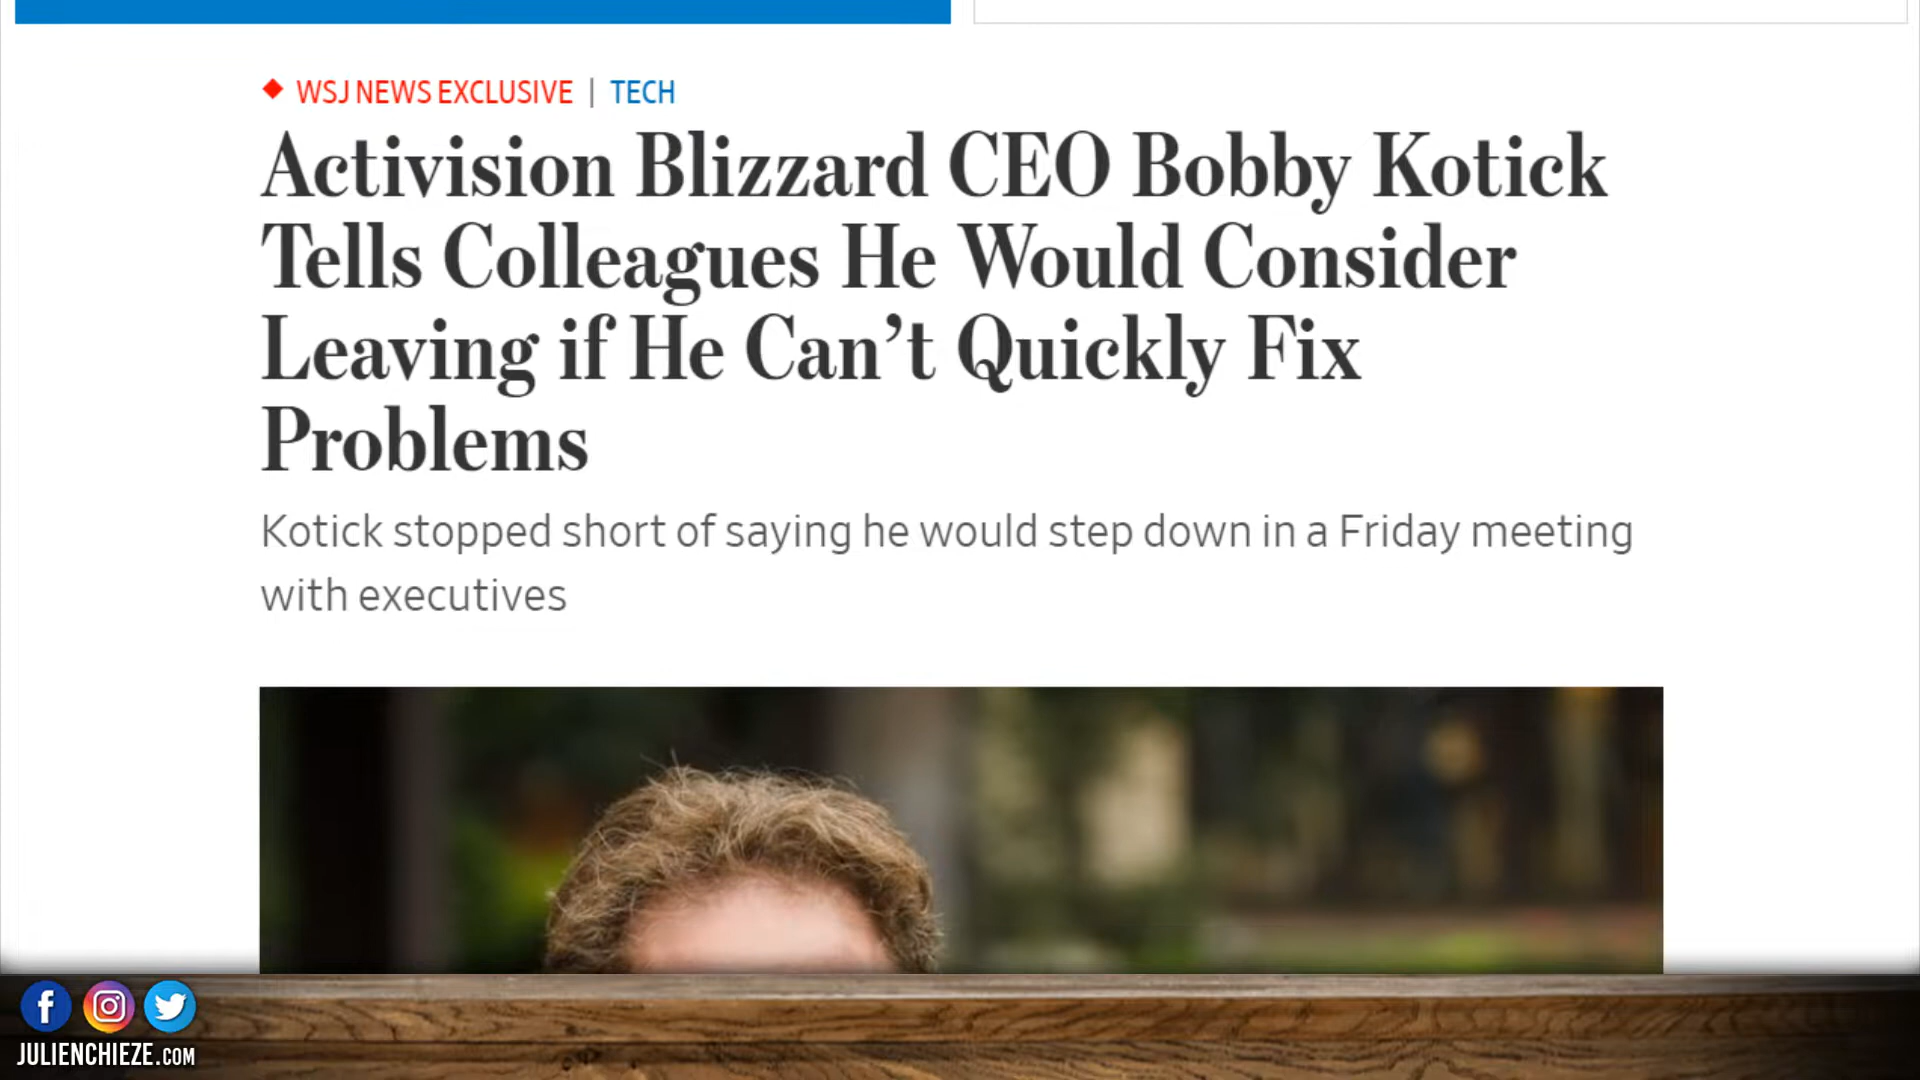 WSJ NEWS EXCLUSIVE | TECH
Activision Blizzard CEO Bobby Kotick
Tells Colleagues He Would Consider
Leaving if He Can’t Quickly Fix
Problems
Kotick stopped short of saying he would step down in a Friday meeting
with executives
JULIENCHIEZE.COM